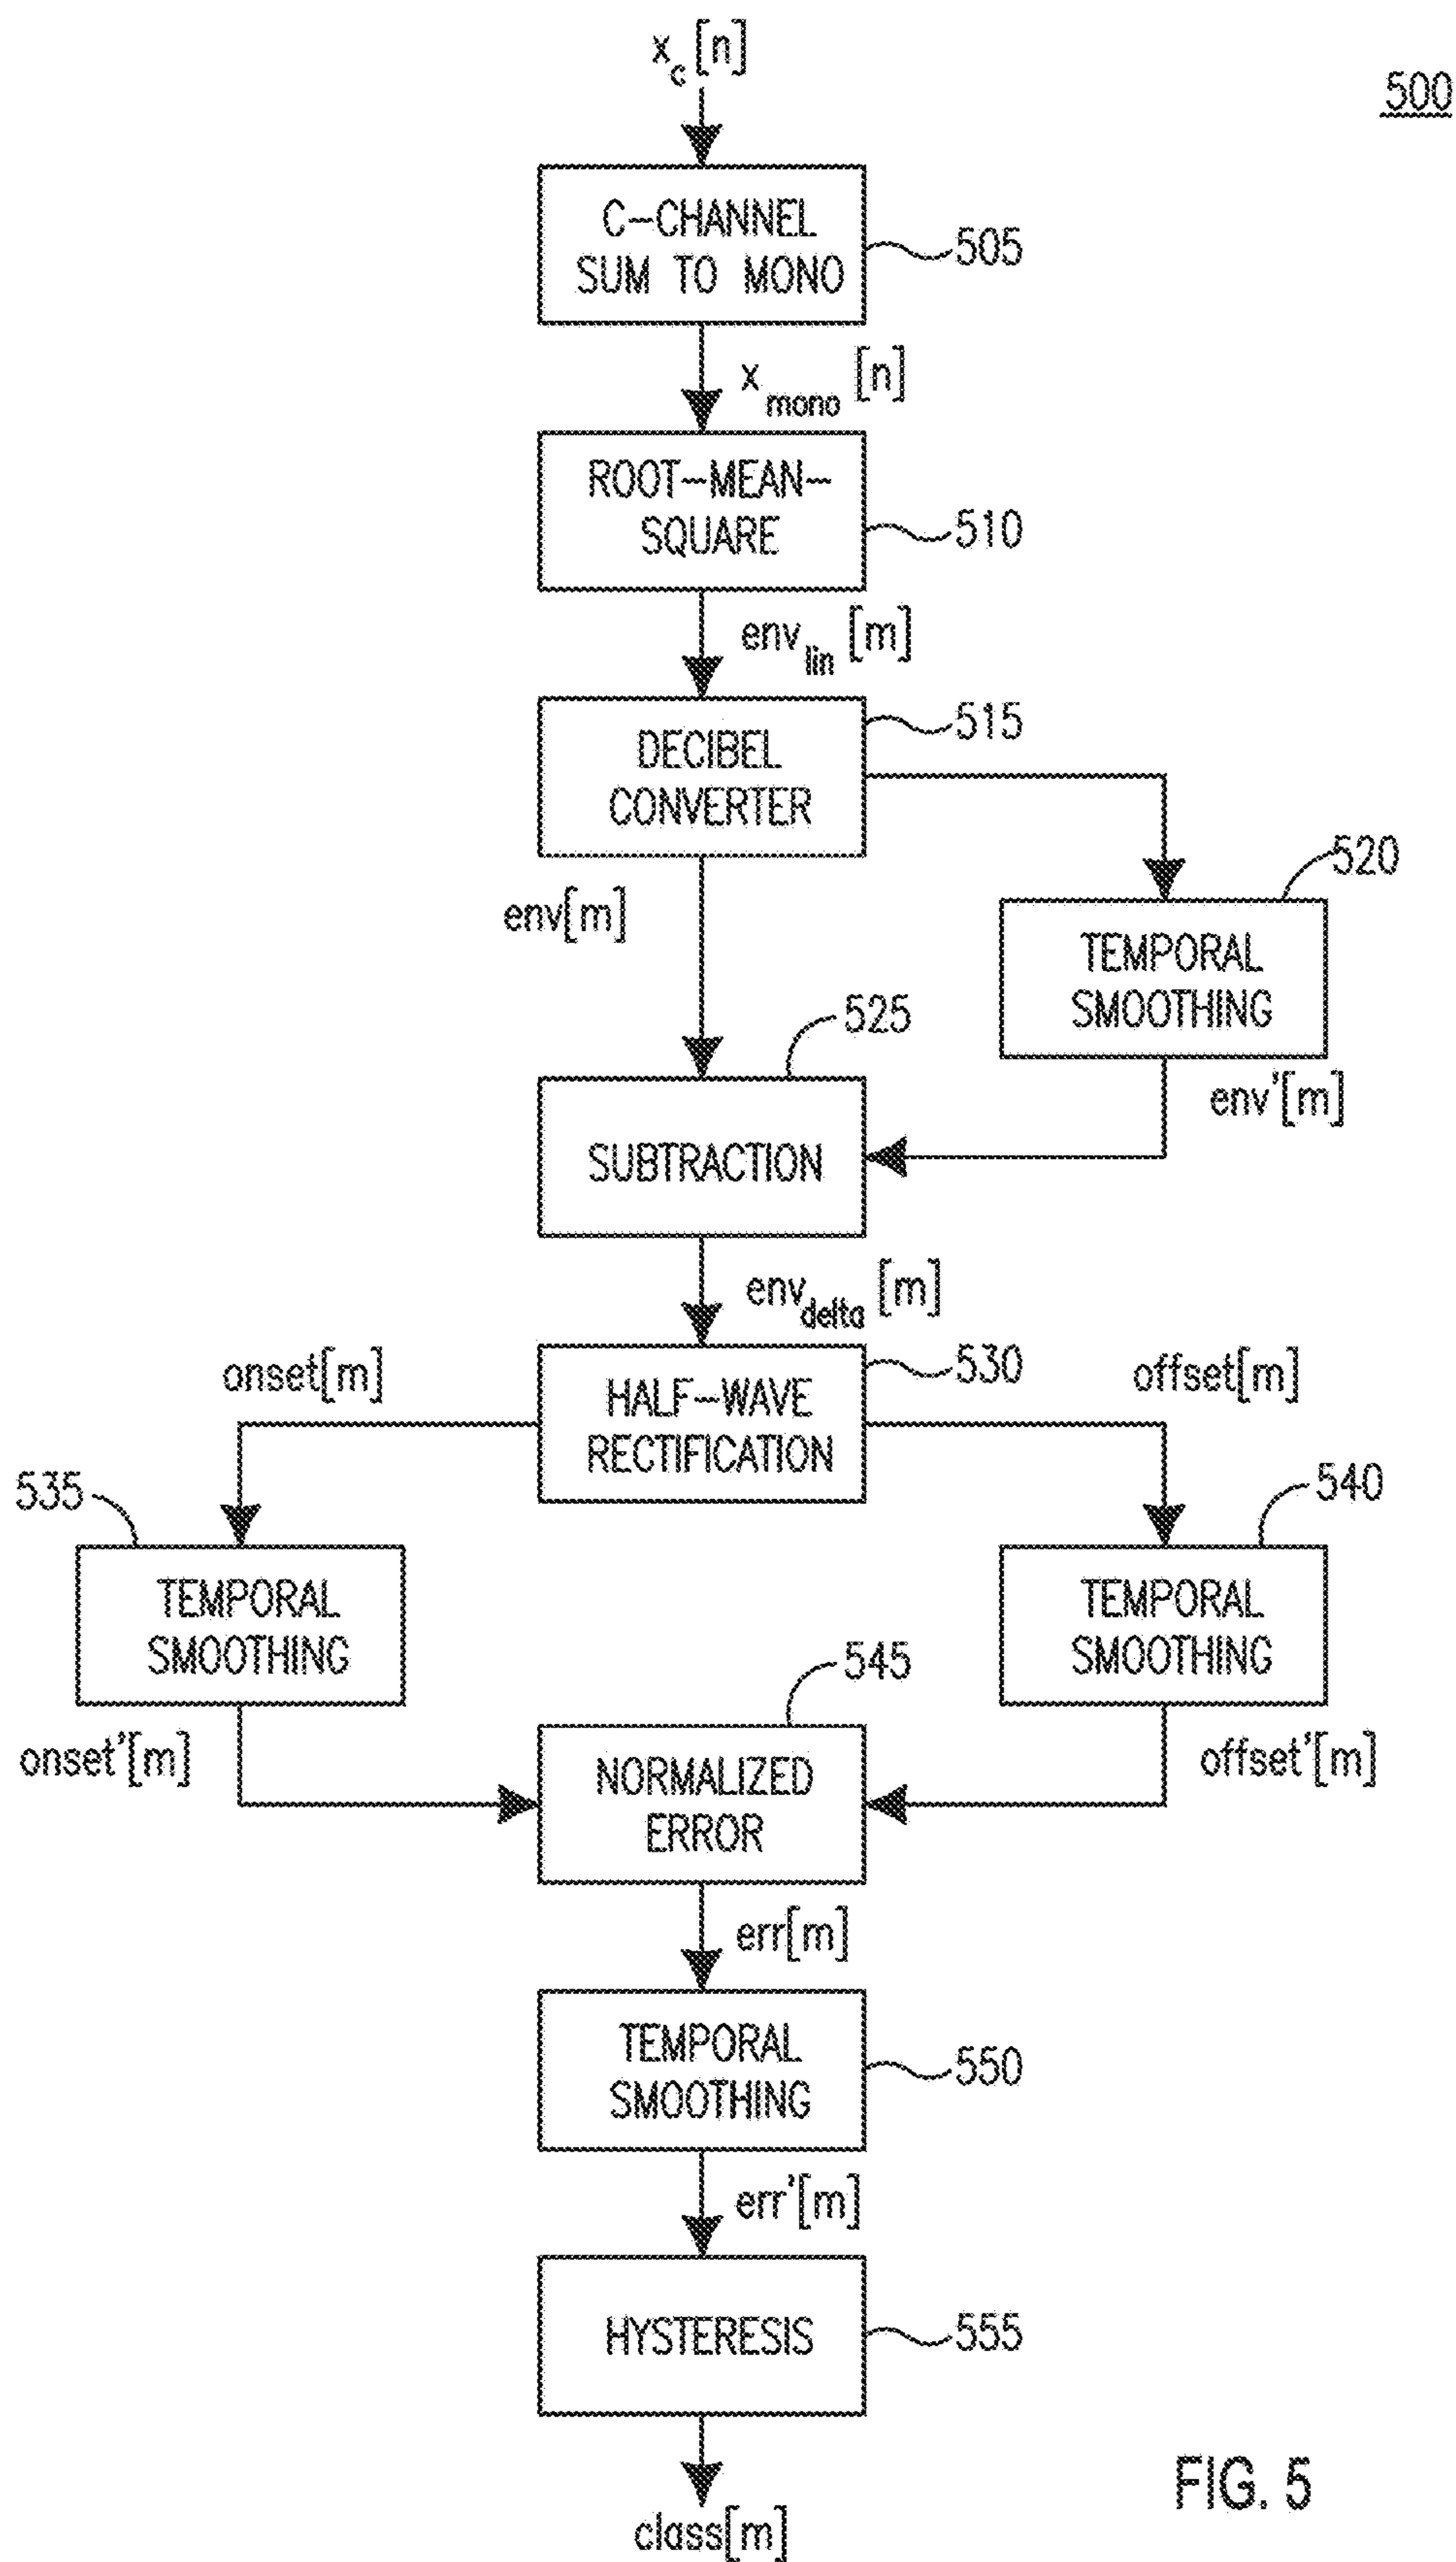 x_c[n]
500
C-CHANNEL
SUM TO MONO
505
x_mono[n]
ROOT-MEAN-
SQUARE
510
env_lin[m]
DECIBEL
CONVERTER
515
520
TEMPORAL
SMOOTHING
env[m]
525
env'[m]
SUBTRACTION
env_delta[m]
onset[m]
HALF-WAVE
RECTIFICATION
530
offset[m]
535
540
TEMPORAL
SMOOTHING
TEMPORAL
SMOOTHING
545
onset'[m]
NORMALIZED
ERROR
offset'[m]
err[m]
TEMPORAL
SMOOTHING
550
err'[m]
HYSTERESIS
555
class[m]
FIG. 5